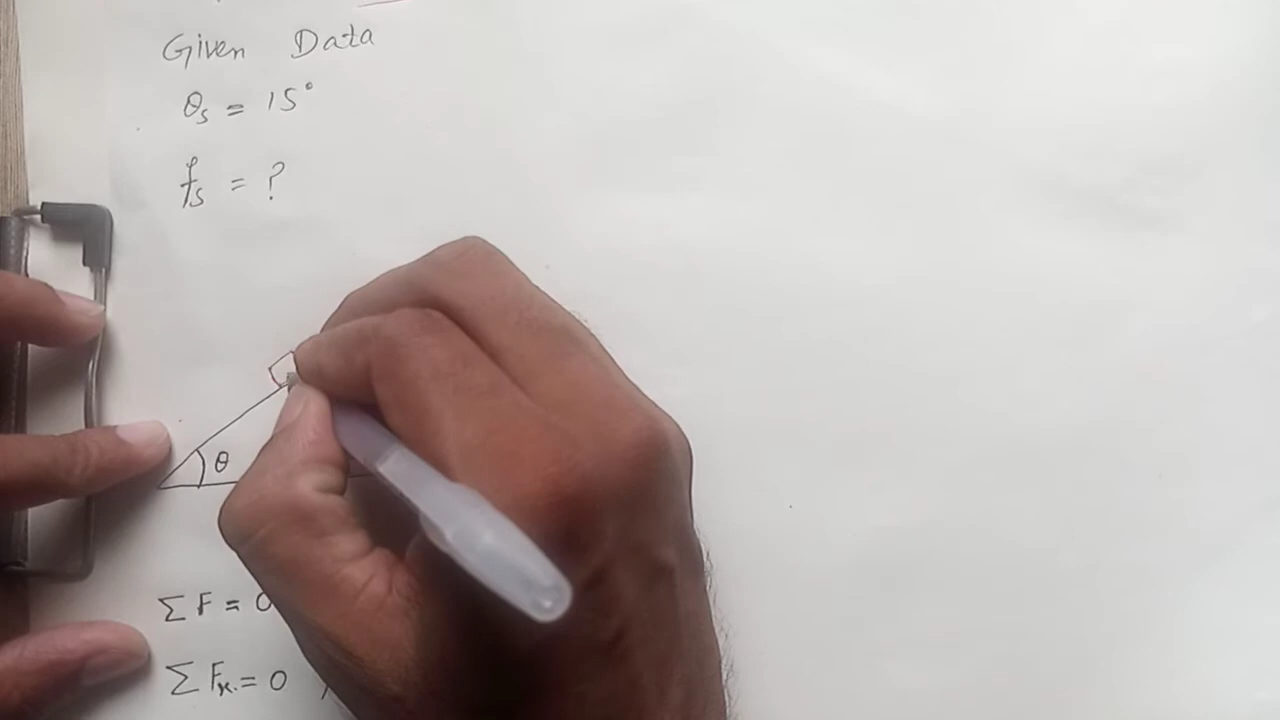 Given Data
θs = 15°
fs = ?
θ
ΣF = 0
ΣFx = 0